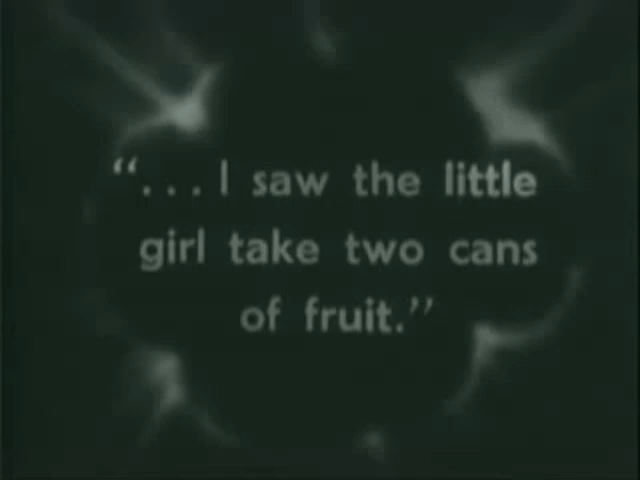 “...I saw the little
girl take two cans
of fruit.”